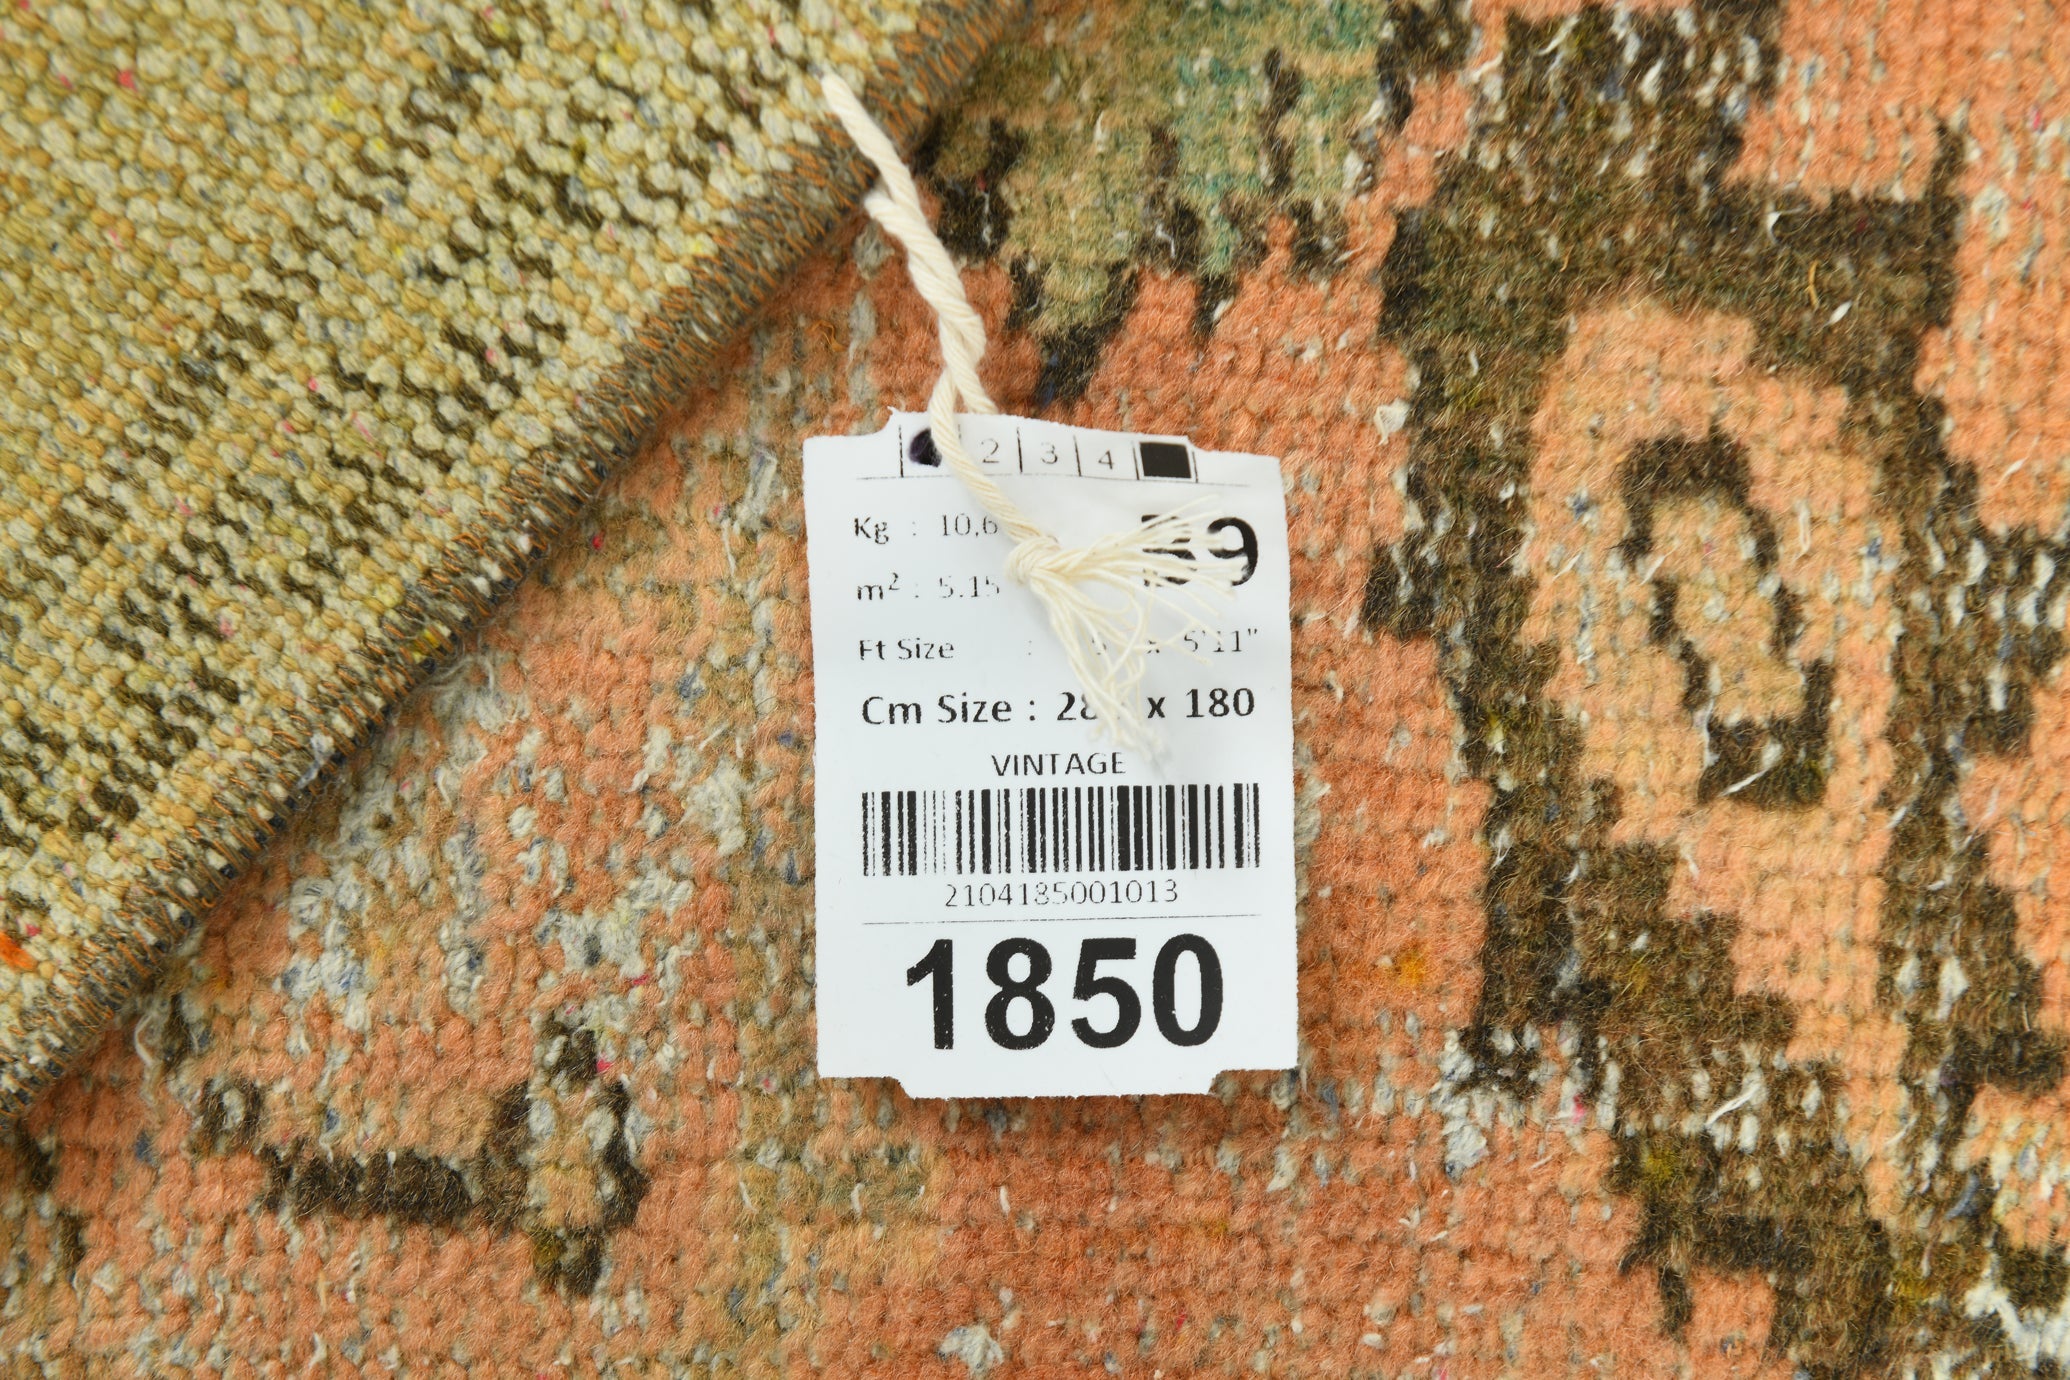 2 3 4
Kg : 10,6
m² : 5.15
Ft Size : x 5'11"
Cm Size : 28 x 180
VINTAGE
2104185001013
1850